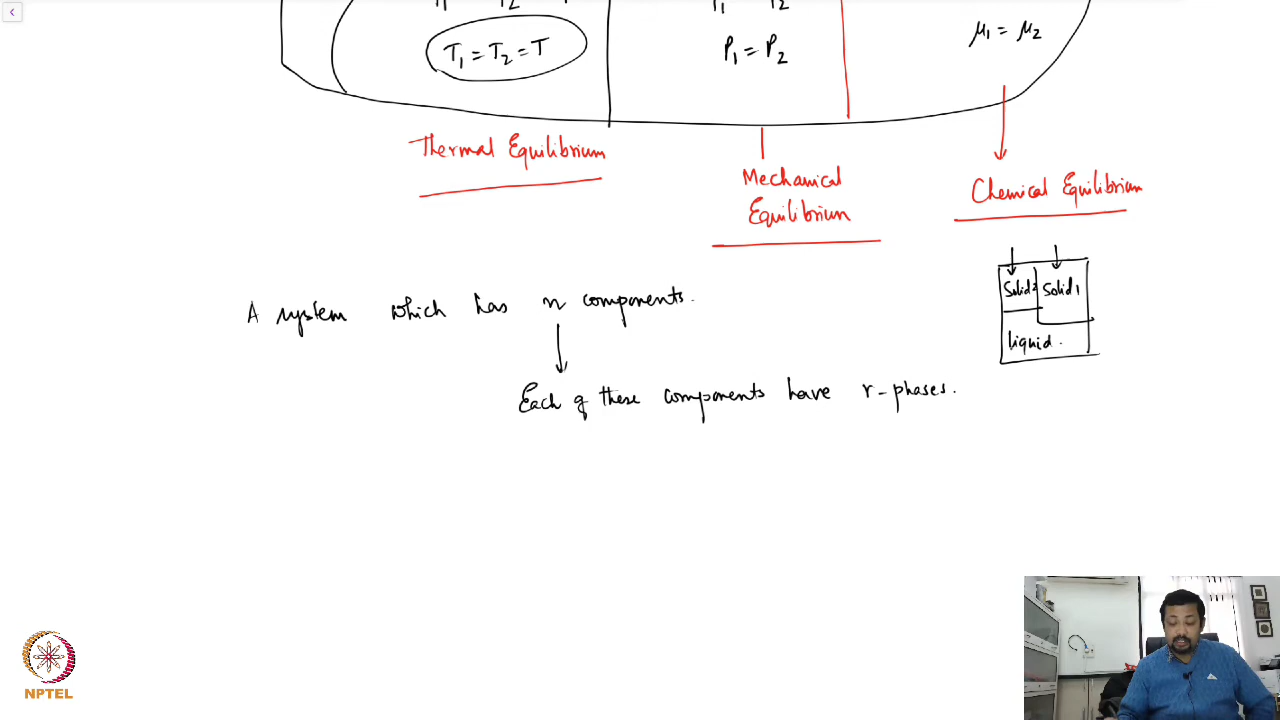 T₁ = T₂ = T
P₁ = P₂
μ₁ = μ₂
Thermal Equilibrium
Mechanical
Equilibrium
Chemical Equilibrium
A system which has n components.
Solid 2 Solid 1
liquid.
Each of these components have r-phases.
NPTEL